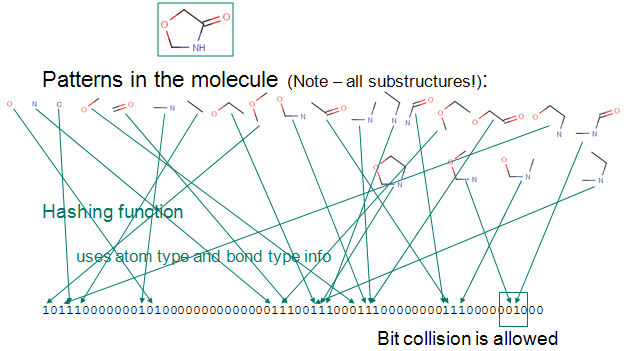 O
O
NH
Patterns in the molecule (Note – all substructures!):
O N C
Hashing function
uses atom type and bond type info
Bit collision is allowed